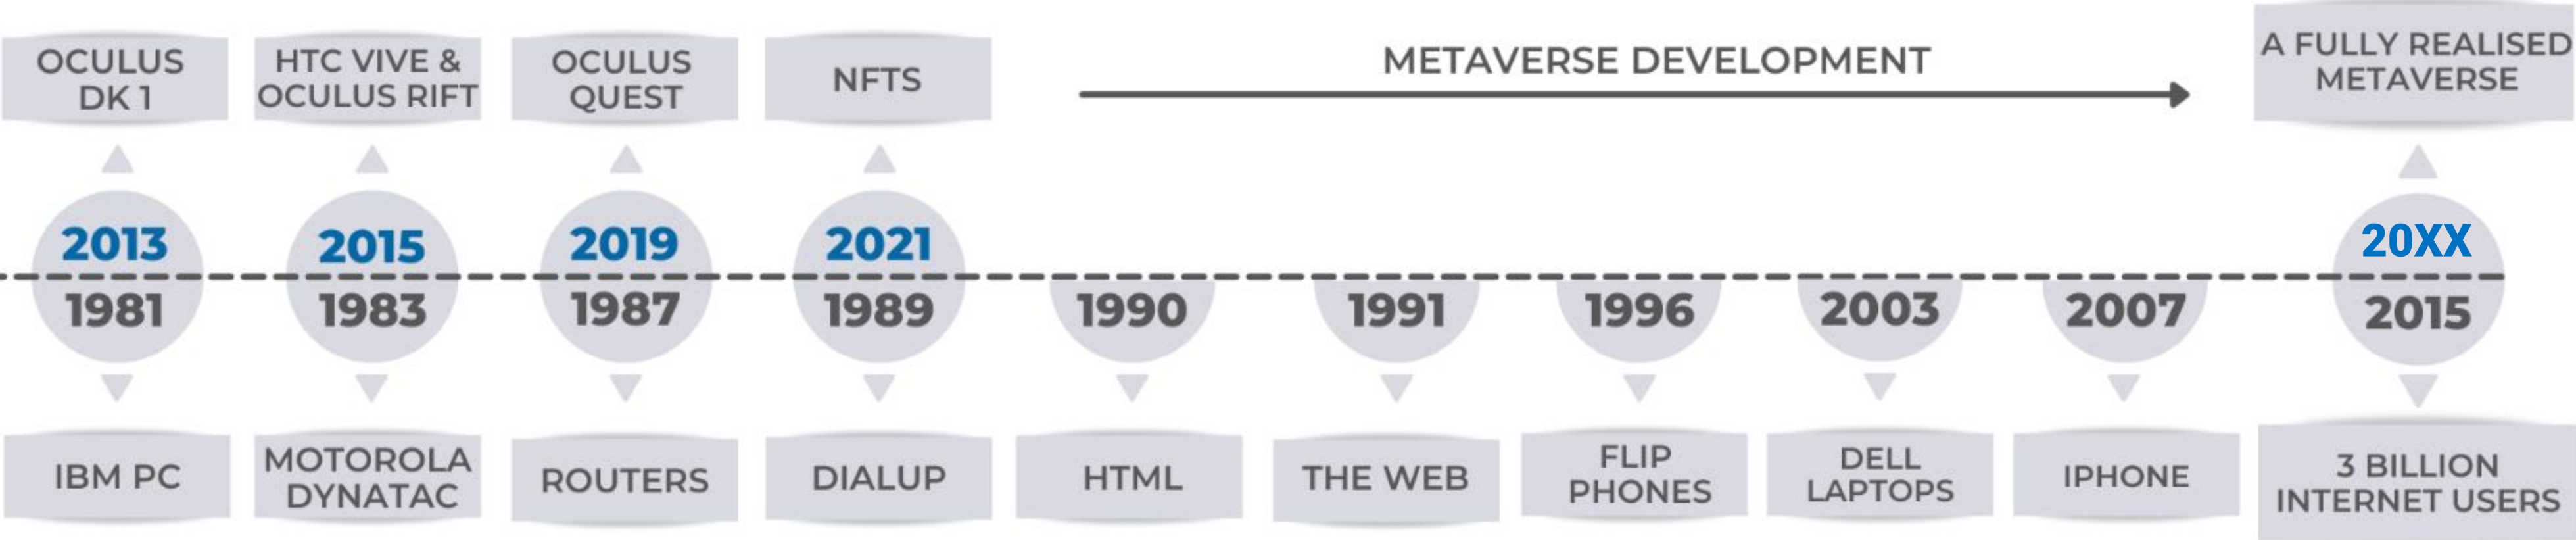 OCULUS
DK 1
HTC VIVE &
OCULUS RIFT
OCULUS
QUEST
NFTS
METAVERSE DEVELOPMENT
A FULLY REALISED
METAVERSE
2013
2015
2019
2021
20XX
1981
1983
1987
1989
1990
1991
1996
2003
2007
2015
IBM PC
MOTOROLA
DYNATAC
ROUTERS
DIALUP
HTML
THE WEB
FLIP
PHONES
DELL
LAPTOPS
IPHONE
3 BILLION
INTERNET USERS